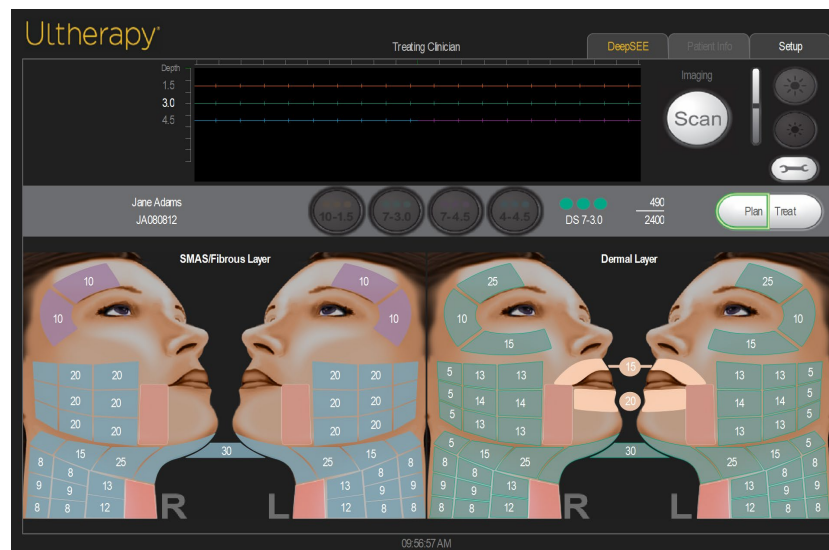 Ultherapy®
Treating Clinician
DeepSEE
Patient Info
Setup
Depth
1.5
3.0
4.5
Imaging
Scan
Jane Adams
JA080812
10-1.5
7-3.0
7-4.5
4-4.5
DS 7-3.0
490
2400
Plan
Treat
SMAS/Fibrous Layer
Dermal Layer
10 10 25 25
10 10 10 10
15 15
15
20 20 20 20 5 13 13 13 13 5
20 20 20 20 5 14 14 14 14 5
20
20 20 20 20 5 13 13 13 13 5
5 5
15 30 15 15 30 15
8 8 25 25 8 8 8 8 25 25 8 8
9 9 13 13 9 9 9 9 13 13 9 9
8 8 12 12 8 8 8 8 12 12 8 8
R L R L
09:56:57 AM